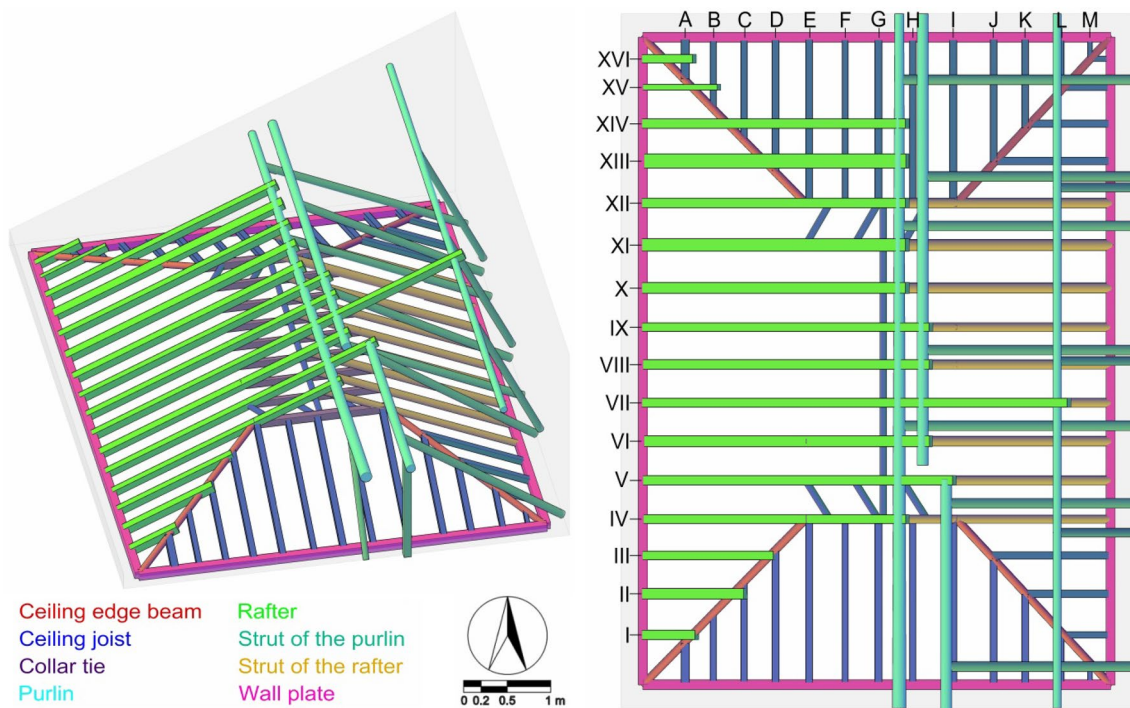 A B C D E F G H I J K L M
XVI
XV
XIV
XIII
XII
XI
X
IX
VIII
VII
VI
V
IV
III
II
I
Ceiling edge beam
Ceiling joist
Collar tie
Purlin
Rafter
Strut of the purlin
Strut of the rafter
Wall plate
0 0.2 0.5 1 m